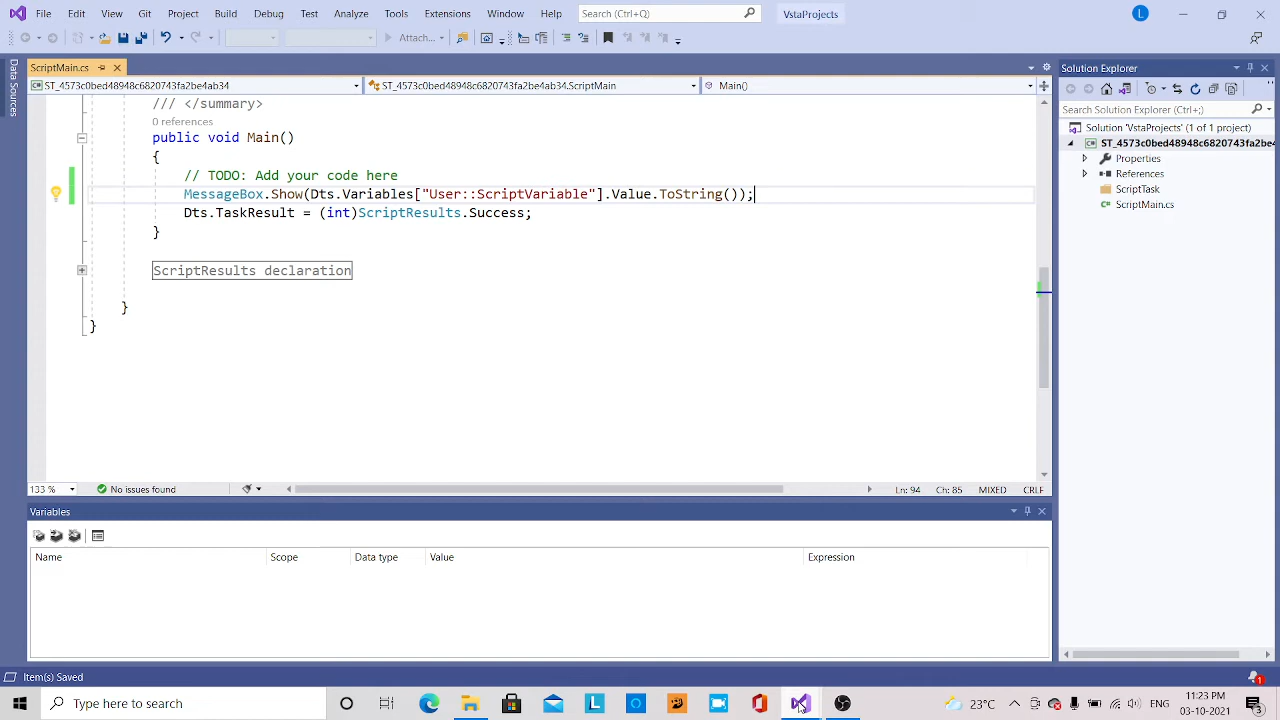 File Edit View Git Project Build Debug Test Analyze Tools Extensions Window Help Search (Ctrl+Q) VstaProjects L
Attach...
Data Sources
ScriptMain.cs
ST_4573c0bed48948c6820743fa2be4ab34 ST_4573c0bed48948c6820743fa2be4ab34.ScriptMain Main()
/// </summary>
0 references
public void Main()
{
// TODO: Add your code here
MessageBox.Show(Dts.Variables["User::ScriptVariable"].Value.ToString());
Dts.TaskResult = (int)ScriptResults.Success;
}
ScriptResults declaration
}
}
133 % No issues found Ln: 94 Ch: 85 MIXED CRLF
Solution Explorer
Search Solution Explorer (Ctrl+;)
Solution 'VstaProjects' (1 of 1 project)
ST_4573c0bed48948c6820743fa2be4
Properties
References
ScriptTask
ScriptMain.cs
Variables
Name Scope Data type Value Expression
Item(s) Saved 1
Type here to search
23°C
11:23 PM
03-10-2021
3